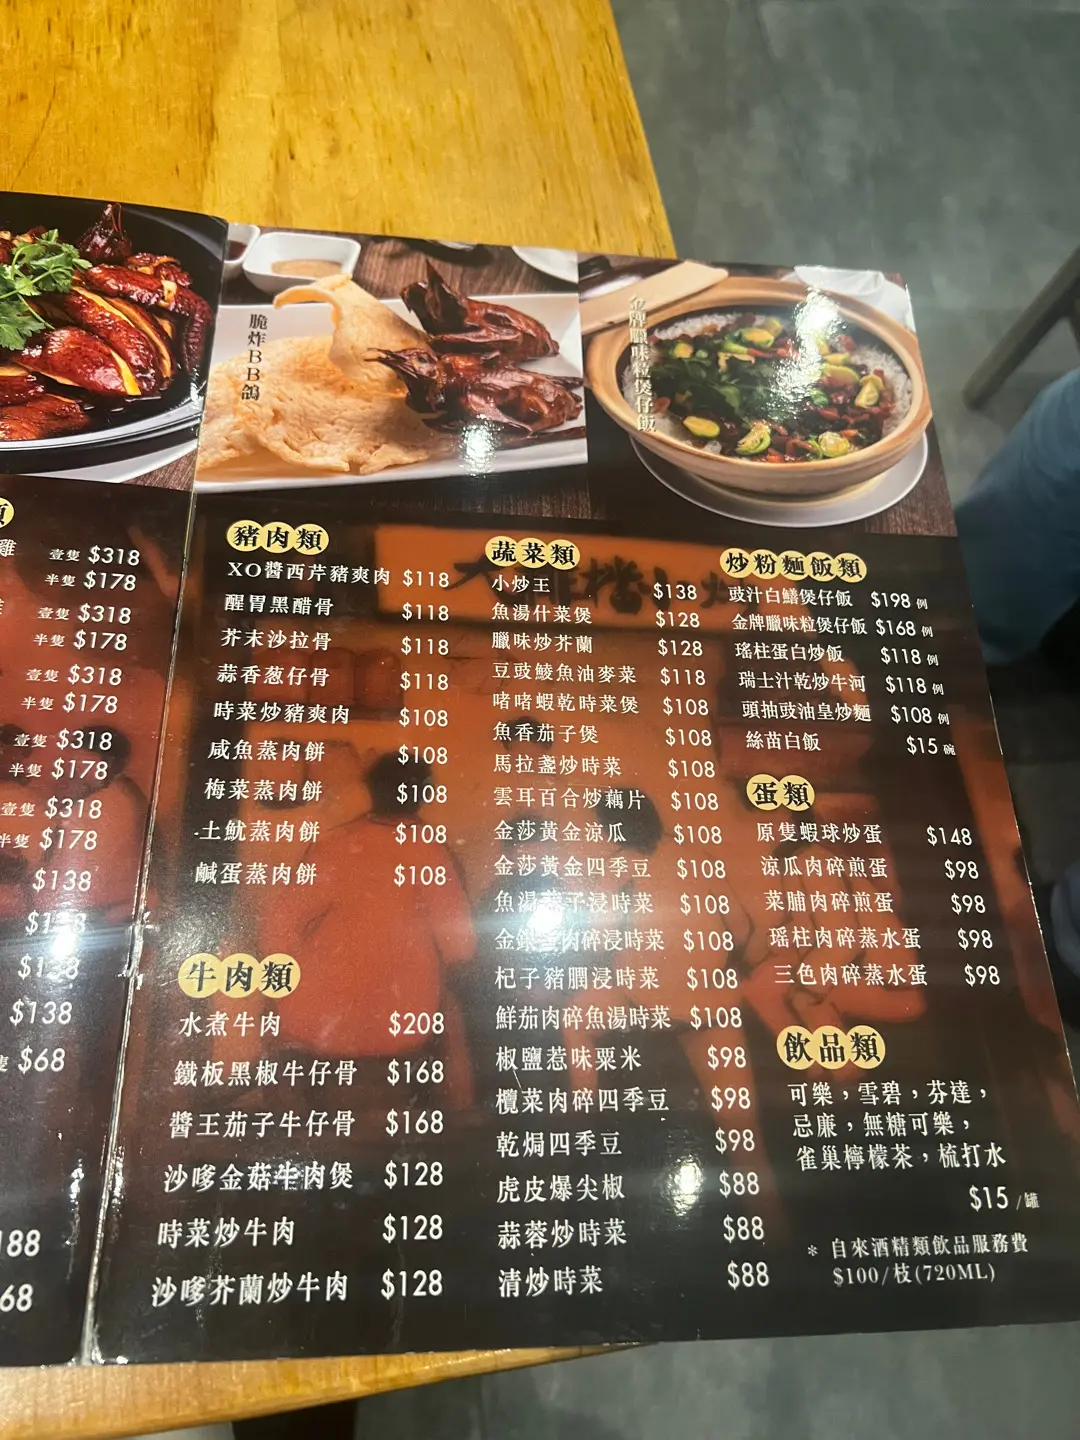 類
雞 壹隻 $318
半隻 $178
壹隻 $318
半隻 $178
壹隻 $318
半隻 $178
壹隻 $318
半隻 $178
壹隻 $318
半隻 $178
$138
$138
$138
隻 $68
脆炸BB鴿
金牌臘味粒煲仔飯
豬肉類
XO醬西芹豬爽肉 $118
醒胃黑醋骨 $118
芥末沙拉骨 $118
蒜香葱仔骨 $118
時菜炒豬爽肉 $108
咸魚蒸肉餅 $108
梅菜蒸肉餅 $108
土魷蒸肉餅 $108
鹹蛋蒸肉餅 $108
牛肉類
水煮牛肉 $208
鐵板黑椒牛仔骨 $168
醬王茄子牛仔骨 $168
沙嗲金菇牛肉煲 $128
時菜炒牛肉 $128
沙嗲芥蘭炒牛肉 $128
蔬菜類
小炒王 $138
魚湯什菜煲 $128
臘味炒芥蘭 $128
豆豉鯪魚油麥菜 $118
啫啫蝦乾時菜煲 $108
魚香茄子煲 $108
馬拉盞炒時菜 $108
雲耳百合炒藕片 $108
金莎黃金涼瓜 $108
金莎黃金四季豆 $108
魚湯子浸時菜 $108
金銀蛋肉碎浸時菜 $108
杞子豬膶浸時菜 $108
鮮茄肉碎魚湯時菜 $108
椒鹽惹味粟米 $98
欖菜肉碎四季豆 $98
乾焗四季豆 $98
虎皮爆尖椒 $88
蒜蓉炒時菜 $88
清炒時菜 $88
炒粉麵飯類
豉汁白鱔煲仔飯 $198 例
金牌臘味粒煲仔飯 $168 例
瑤柱蛋白炒飯 $118 例
瑞士汁乾炒牛河 $118 例
頭抽豉油皇炒麵 $108 例
絲苗白飯 $15 碗
蛋類
原隻蝦球炒蛋 $148
涼瓜肉碎煎蛋 $98
菜脯肉碎煎蛋 $98
瑤柱肉碎蒸水蛋 $98
三色肉碎蒸水蛋 $98
飲品類
可樂，雪碧，芬達，
忌廉，無糖可樂，
雀巢檸檬茶，梳打水
$15 /罐
* 自來酒精類飲品服務費
$100/枝(720ML)